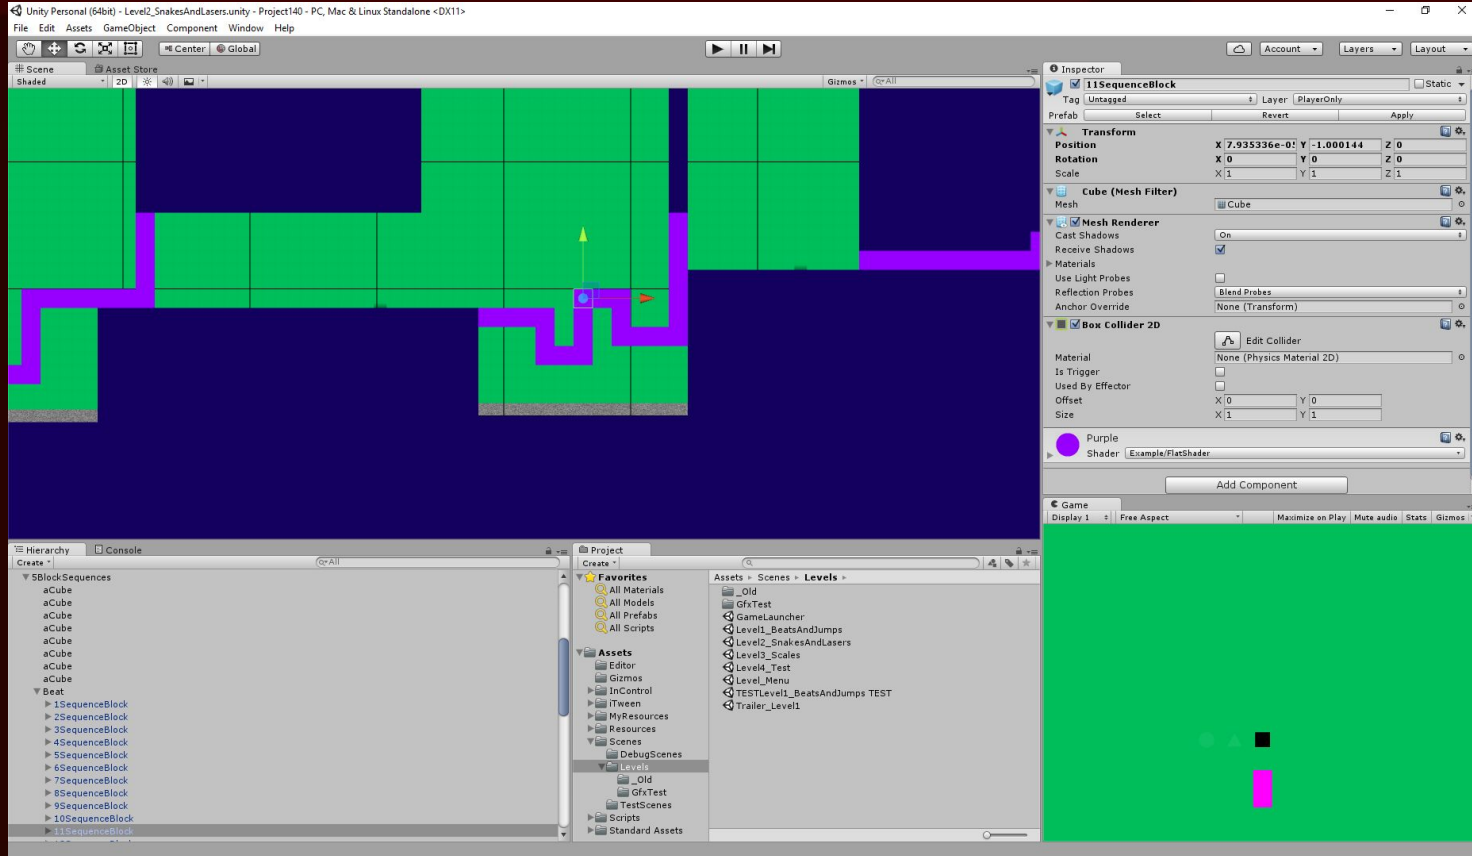 Unity Personal (64bit) - Level2_SnakesAndLasers.unity - Project140 - PC, Mac & Linux Standalone <DX11>
File Edit Assets GameObject Component Window Help
Center Global Account Layers Layout
Scene Asset Store
Shaded 2D Gizmos All
Inspector
11SequenceBlock Static
Tag Untagged Layer PlayerOnly
Prefab Select Revert Apply
Transform
Position X 7.935336e-0 Y -1.000144 Z 0
Rotation X 0 Y 0 Z 0
Scale X 1 Y 1 Z 1
Cube (Mesh Filter)
Mesh Cube
Mesh Renderer
Cast Shadows On
Receive Shadows
Materials
Use Light Probes
Reflection Probes Blend Probes
Anchor Override None (Transform)
Box Collider 2D
Edit Collider
Material None (Physics Material 2D)
Is Trigger
Used By Effector
Offset X 0 Y 0
Size X 1 Y 1
Purple
Shader Example/FlatShader
Add Component
Game
Display 1 Free Aspect Maximize on Play Mute audio Stats Gizmos
Hierarchy Console
Create All
5BlockSequences
aCube
aCube
aCube
aCube
aCube
aCube
aCube
aCube
Beat
1SequenceBlock
2SequenceBlock
3SequenceBlock
4SequenceBlock
5SequenceBlock
6SequenceBlock
7SequenceBlock
8SequenceBlock
9SequenceBlock
10SequenceBlock
11SequenceBlock
Project
Create
Favorites
All Materials
All Models
All Prefabs
All Scripts
Assets
Editor
Gizmos
InControl
iTween
MyResources
Resources
Scenes
DebugScenes
Levels
_Old
GfxTest
TestScenes
Scripts
Standard Assets
Assets Scenes Levels
_Old
GfxTest
GameLauncher
Level1_BeatsAndJumps
Level2_SnakesAndLasers
Level3_Scales
Level4_Test
Level_Menu
TESTLevel1_BeatsAndJumps TEST
Trailer_Level1